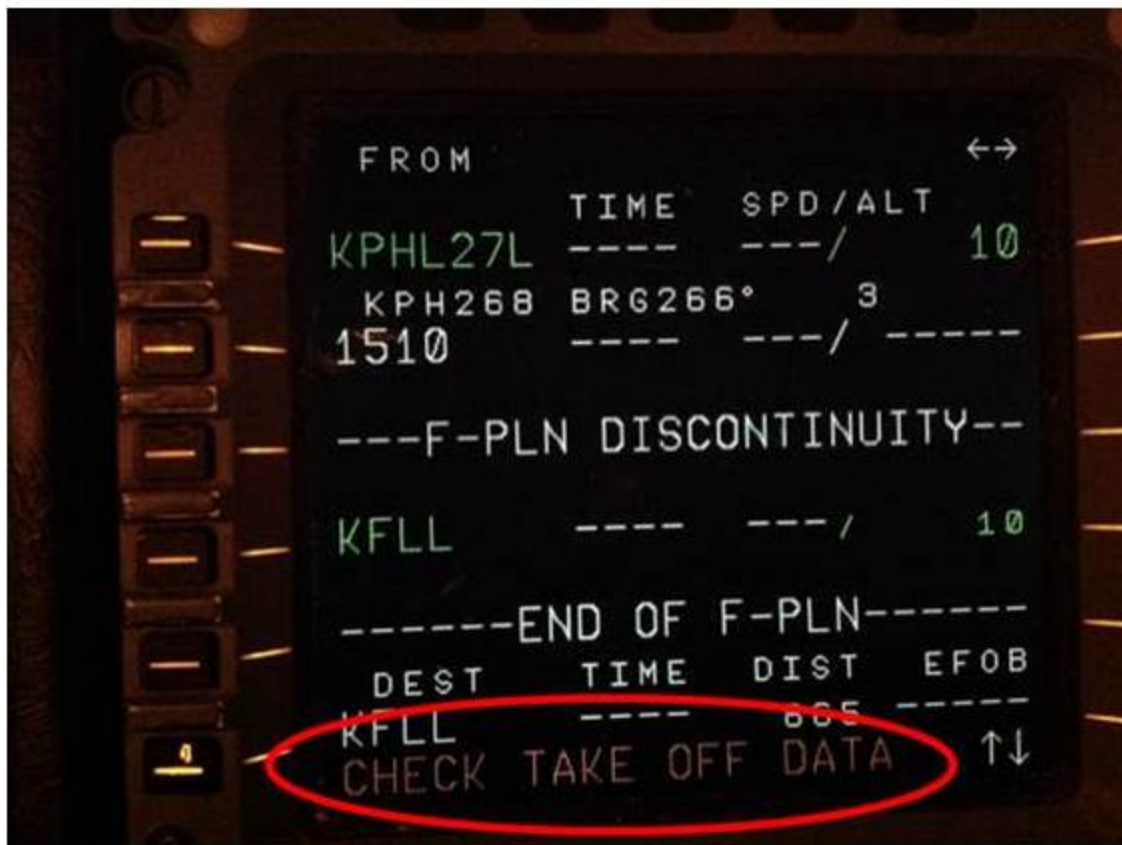 FROM ←→
TIME SPD/ALT
KPHL27L ---- ---/ 10
KPH268 BRG266° 3
1510 ---- ---/ -----
---F-PLN DISCONTINUITY--
KFLL ---- ---/ 10
------END OF F-PLN------
DEST TIME DIST EFOB
KFLL ---- 865 -----
CHECK TAKE OFF DATA ↑↓